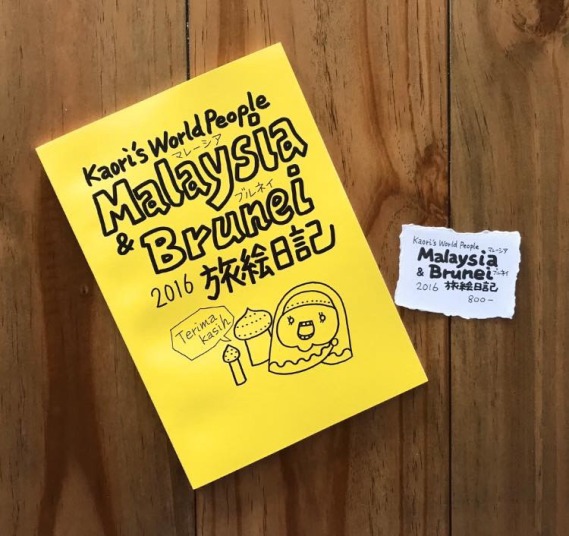 Kaori's World People
マレーシア
Malaysia
ブルネイ
& Brunei
2016 旅絵日記
Terima
kasih
Kaori's World People
マレーシア
Malaysia
& Brunei ブルネイ
2016 旅絵日記
800-